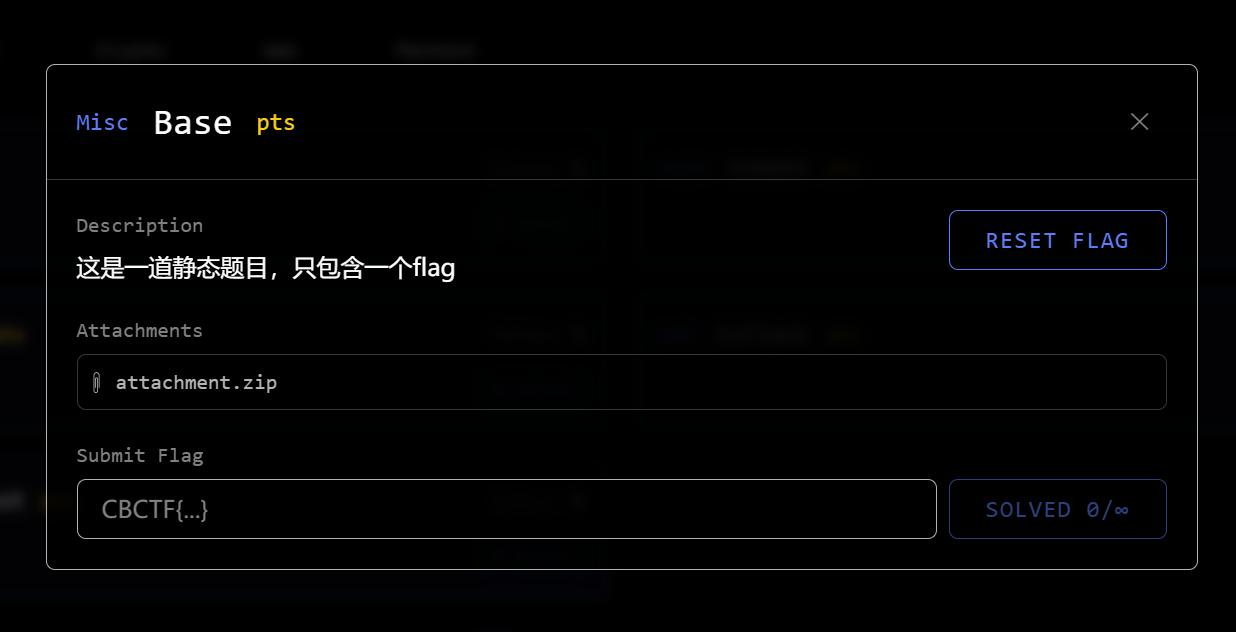 Misc Base pts
Description
RESET FLAG
这是一道静态题目，只包含一个flag
Attachments
attachment.zip
Submit Flag
CBCTF{...}
SOLVED 0/∞